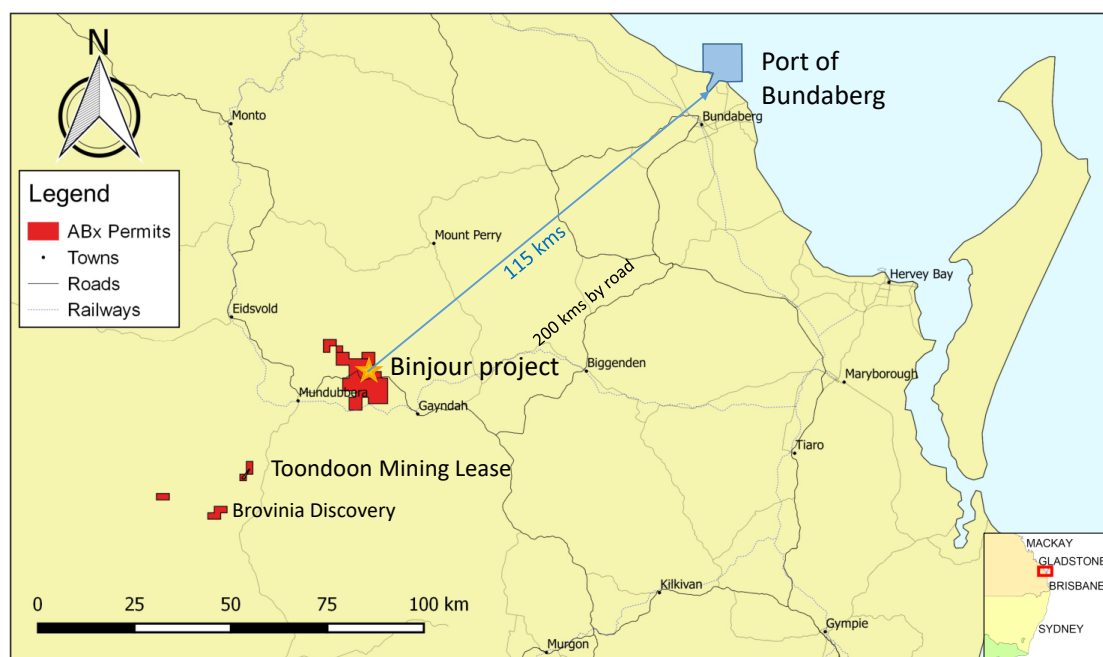 N
Port of
Bundaberg
Monto
Bundaberg
Legend
ABx Permits
Towns
Roads
Railways
Mount Perry
115 kms
200 kms by road
Hervey Bay
Eidsvold
Binjour project
Biggenden
Maryborough
Mundubbera
Gayndah
Tiaro
Toondoon Mining Lease
Brovinia Discovery
MACKAY
GLADSTONE
BRISBANE
SYDNEY
Kilkivan
0 25 50 75 100 km
Gympie
Murgon